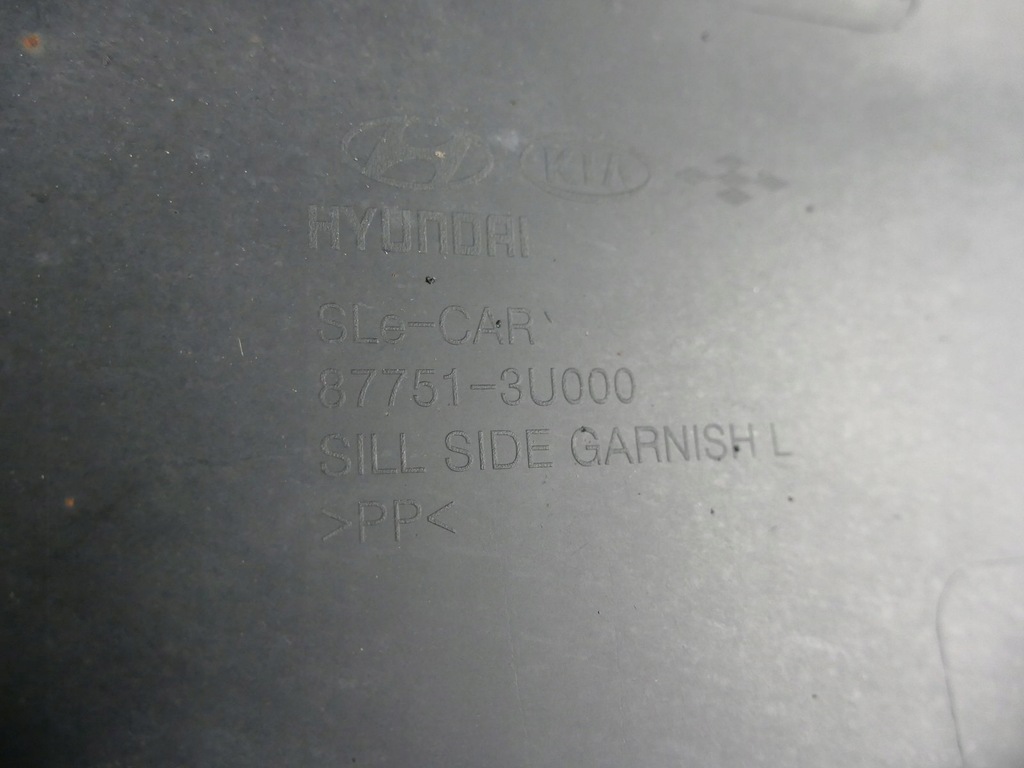 KIA
HYUNDAI
SLe-CAR
87751-3U000
SILL SIDE GARNISH L
>PP<